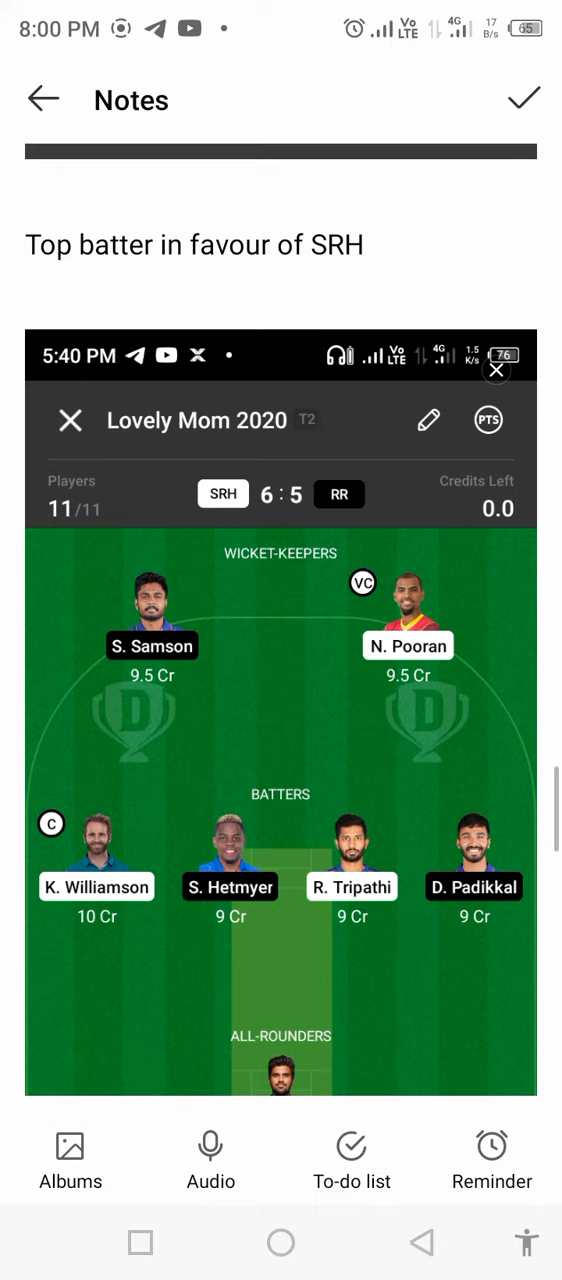 8:00 PM Vo LTE 4G 17 B/s 65
Notes
Top batter in favour of SRH
5:40 PM X Vo LTE 4G 1.5 K/s 76
Lovely Mom 2020 T2 PTS
Players Credits Left
11/11 SRH 6 : 5 RR 0.0
WICKET-KEEPERS
VC
S. Samson N. Pooran
9.5 Cr 9.5 Cr
D D
BATTERS
C
K. Williamson S. Hetmyer R. Tripathi D. Padikkal
10 Cr 9 Cr 9 Cr 9 Cr
ALL-ROUNDERS
Albums Audio To-do list Reminder